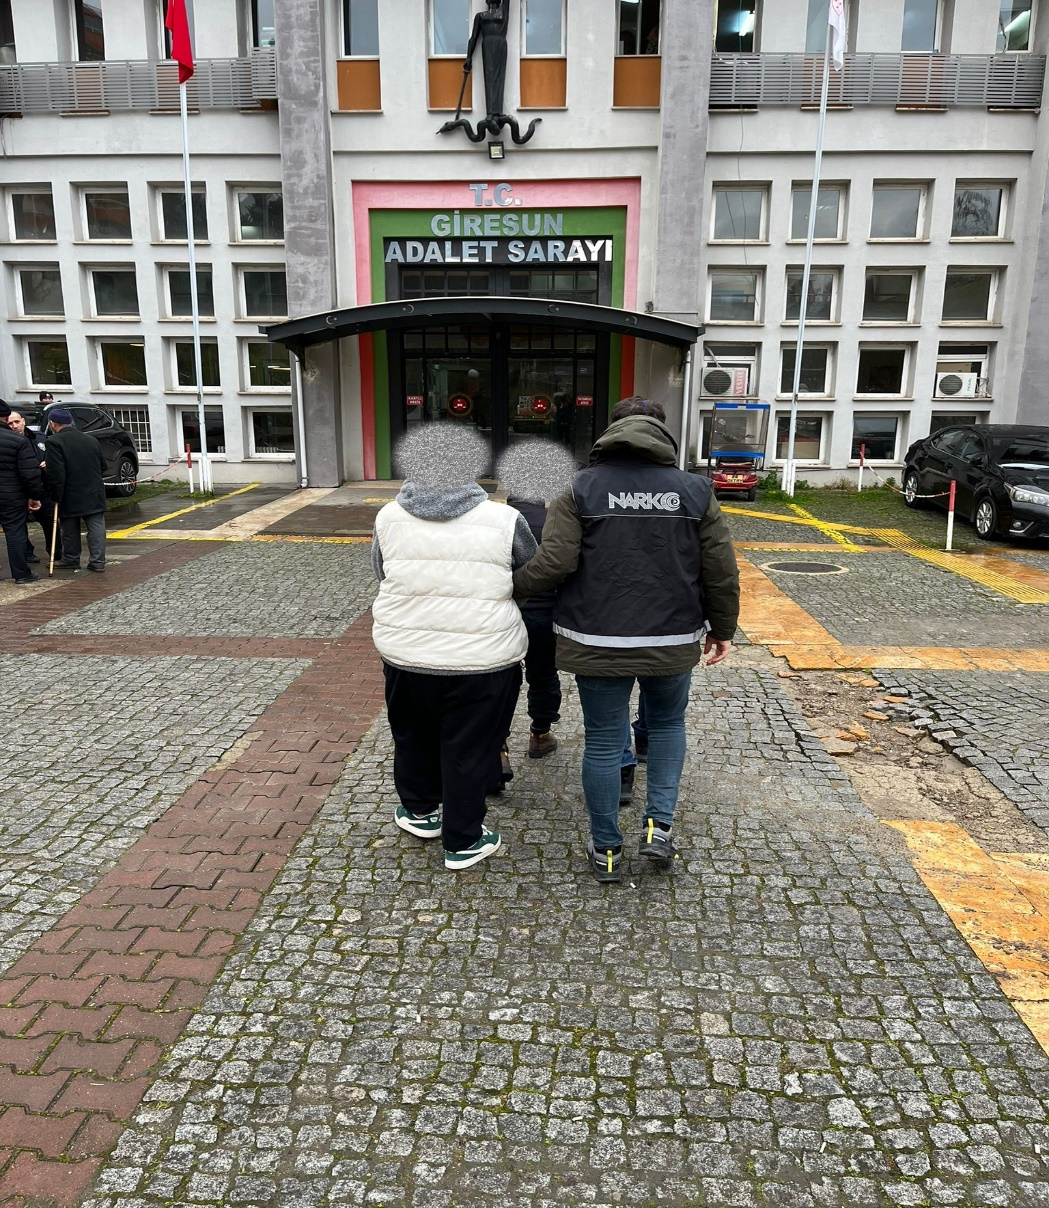 T.C.
GİRESUN
ADALET SARAYI
NARKO